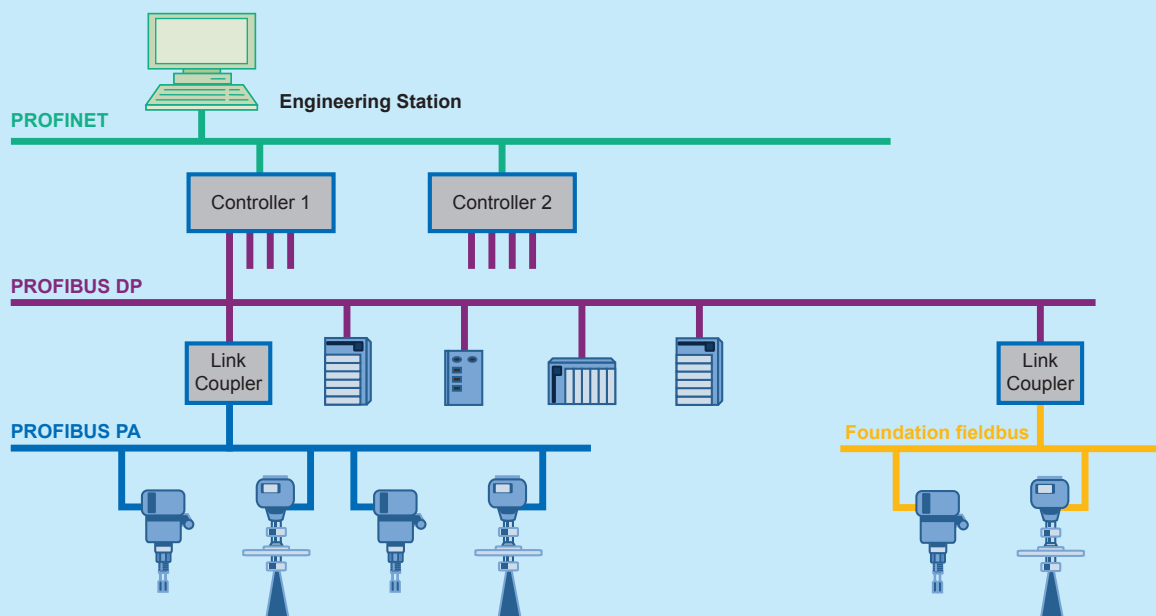 Engineering Station
PROFINET
Controller 1
Controller 2
PROFIBUS DP
Link
Coupler
Link
Coupler
PROFIBUS PA
Foundation fieldbus